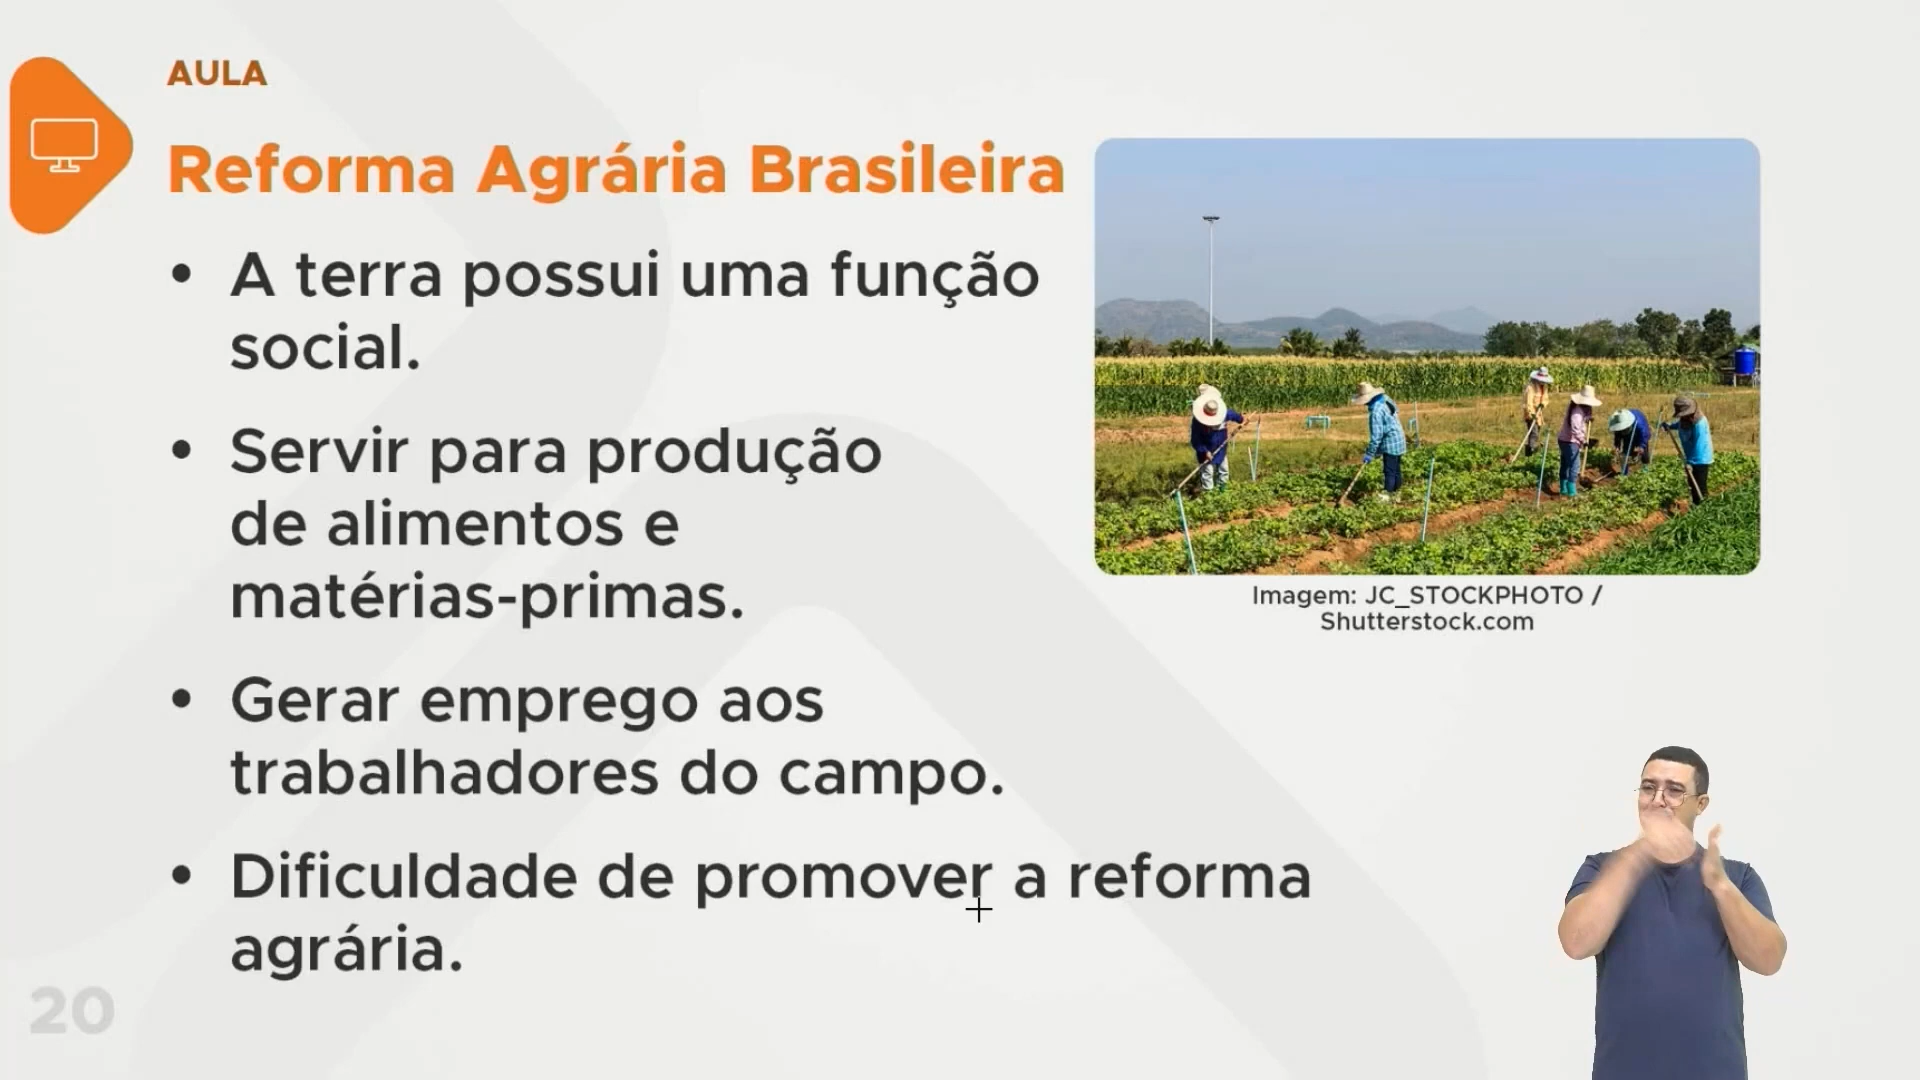 AULA
Reforma Agrária Brasileira
• A terra possui uma função
social.
• Servir para produção
de alimentos e
matérias-primas.
• Gerar emprego aos
trabalhadores do campo.
• Dificuldade de promover a reforma
agrária.
Imagem: JC_STOCKPHOTO /
Shutterstock.com
20